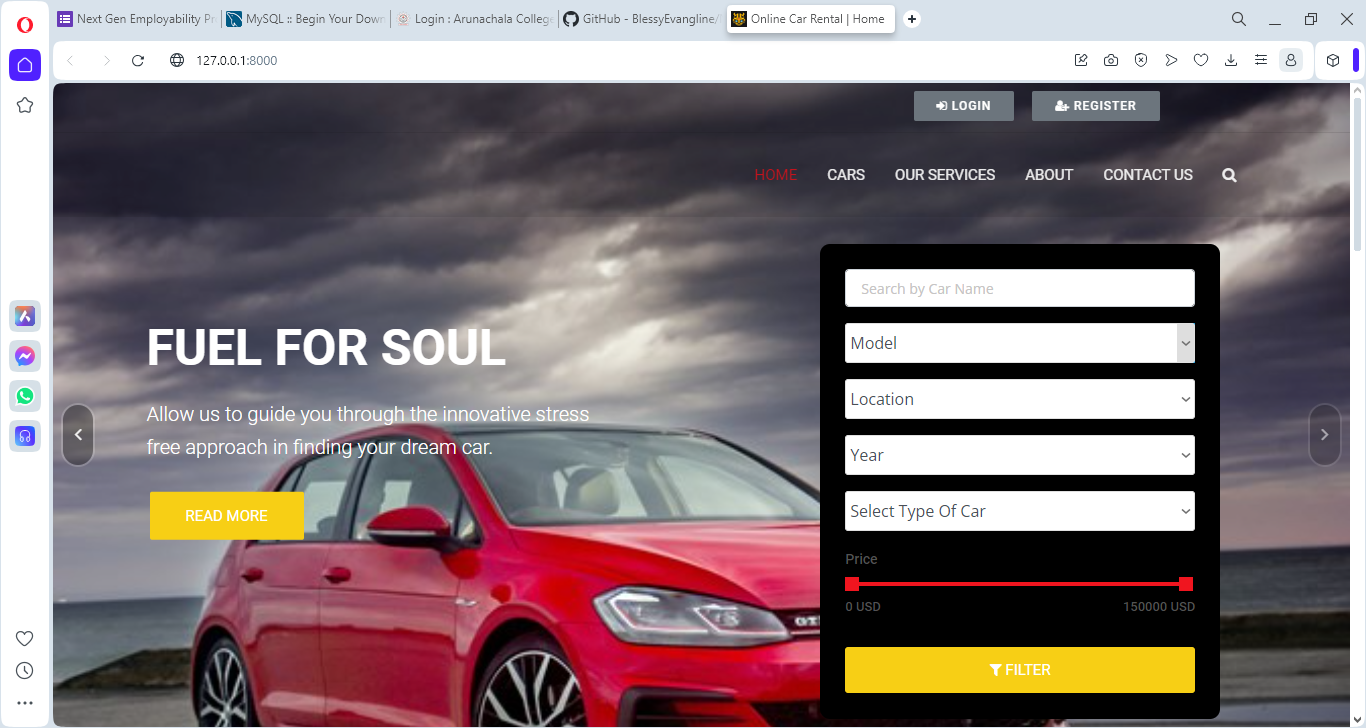 Next Gen Employability Pr
MySQL :: Begin Your Down
Login : Arunachala College
GitHub - BlessyEvangline/
Online Car Rental | Home
127.0.0.1:8000
LOGIN
REGISTER
HOME
CARS
OUR SERVICES
ABOUT
CONTACT US
FUEL FOR SOUL
Allow us to guide you through the innovative stress
free approach in finding your dream car.
READ MORE
Search by Car Name
Model
Location
Year
Select Type Of Car
Price
0 USD
150000 USD
FILTER